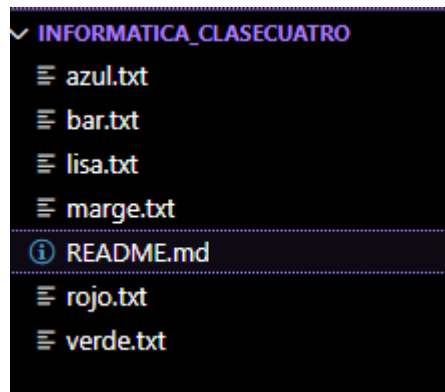 INFORMATICA_CLASECUATRO
azul.txt
bar.txt
lisa.txt
marge.txt
README.md
rojo.txt
verde.txt